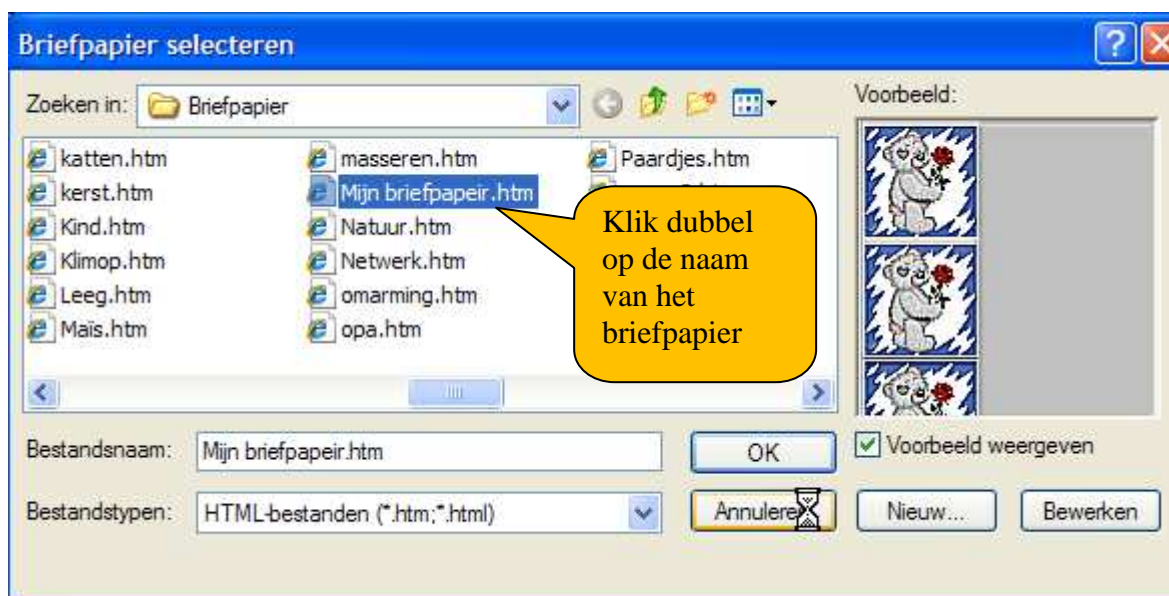 Briefpapier selecteren
Zoeken in: Briefpapier
Voorbeeld:
katten.htm masseren.htm Paardjes.htm
kerst.htm Mijn briefpapeir.htm
Kind.htm Natuur.htm
Klimop.htm Netwerk.htm
Leeg.htm omarming.htm
Maïs.htm opa.htm
Klik dubbel
op de naam
van het
briefpapier
Bestandsnaam: Mijn briefpapeir.htm OK Voorbeeld weergeven
Bestandstypen: HTML-bestanden (*.htm;*.html) Nieuw... Bewerken